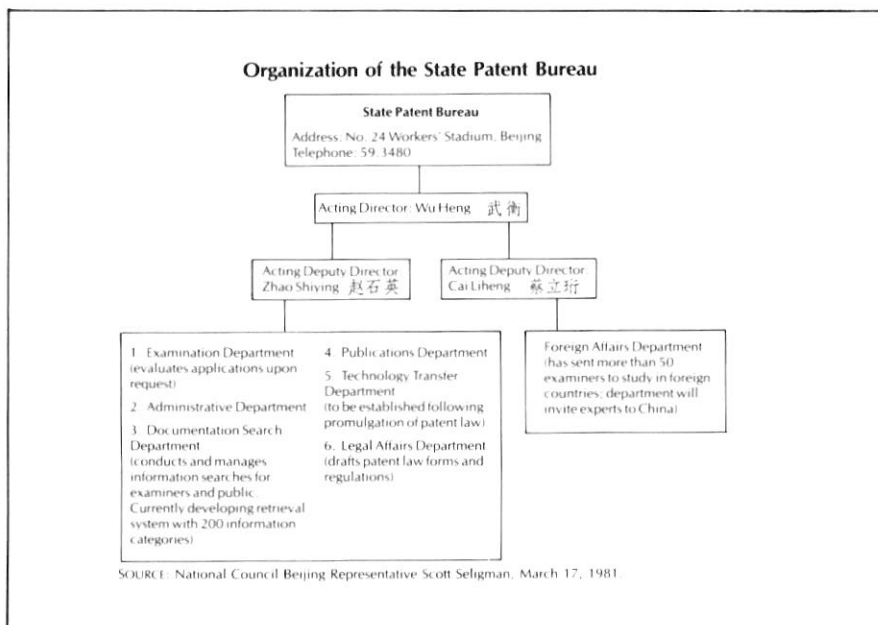 Organization of the State Patent Bureau
State Patent Bureau
Address: No. 24 Workers' Stadium, Beijing
Telephone: 59 3480
Acting Director: Wu Heng 武衡
Acting Deputy Director
Zhao Shiying 赵石英
Acting Deputy Director
Cai Liheng 蔡立珩
1 Examination Department
(evaluates applications upon
request)
2 Administrative Department
3 Documentation Search
Department
(conducts and manages
information searches for
examiners and public.
Currently developing retrieval
system with 200 information
categories)
4. Publications Department
5. Technology Transfer
Department
(to be established following
promulgation of patent law)
6. Legal Affairs Department
(drafts patent law forms and
regulations)
Foreign Affairs Department
(has sent more than 50
examiners to study in foreign
countries; department will
invite experts to China)
SOURCE: National Council Beijing Representative Scott Seligman, March 17, 1981.